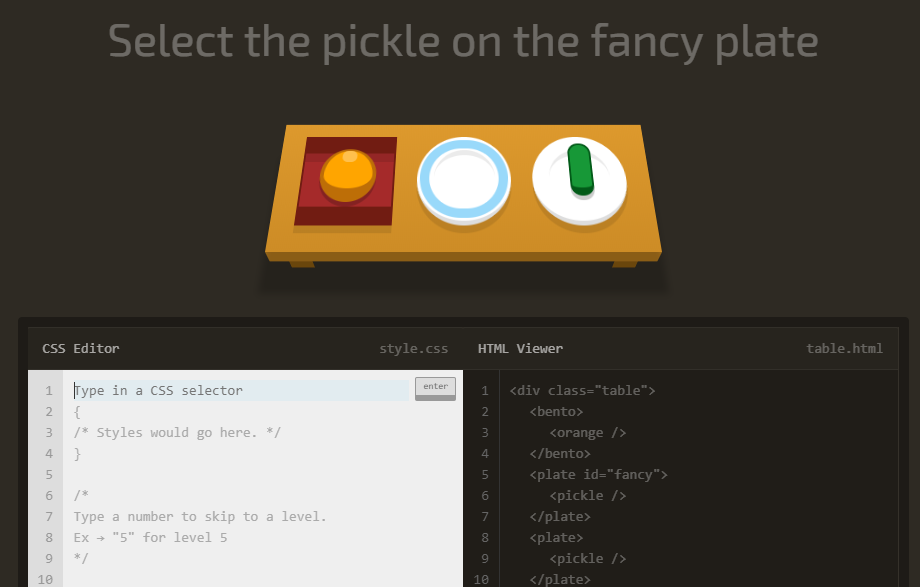 Select the pickle on the fancy plate
CSS Editor
style.css
HTML Viewer
table.html
1 Type in a CSS selector
enter
2 {
3 /* Styles would go here. */
4 }
5
6 /*
7 Type a number to skip to a level.
8 Ex → "5" for level 5
9 */
10
1 <div class="table">
2 <bento>
3 <orange />
4 </bento>
5 <plate id="fancy">
6 <pickle />
7 </plate>
8 <plate>
9 <pickle />
10 </plate>